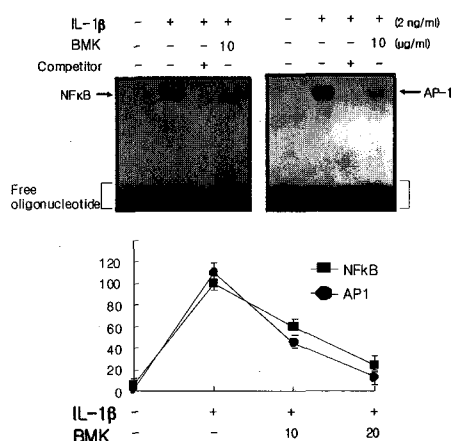 IL-1β - + + + - + + + (2 ng/ml)
BMK - - - 10 - - - 10 (μg/ml)
Competitor - - + - - - + -
NFκB AP-1
Free
oligonucleotide
120
100
80
60
40
20
0
NFκB
AP1
IL-1β - + + +
BMK - - 10 20